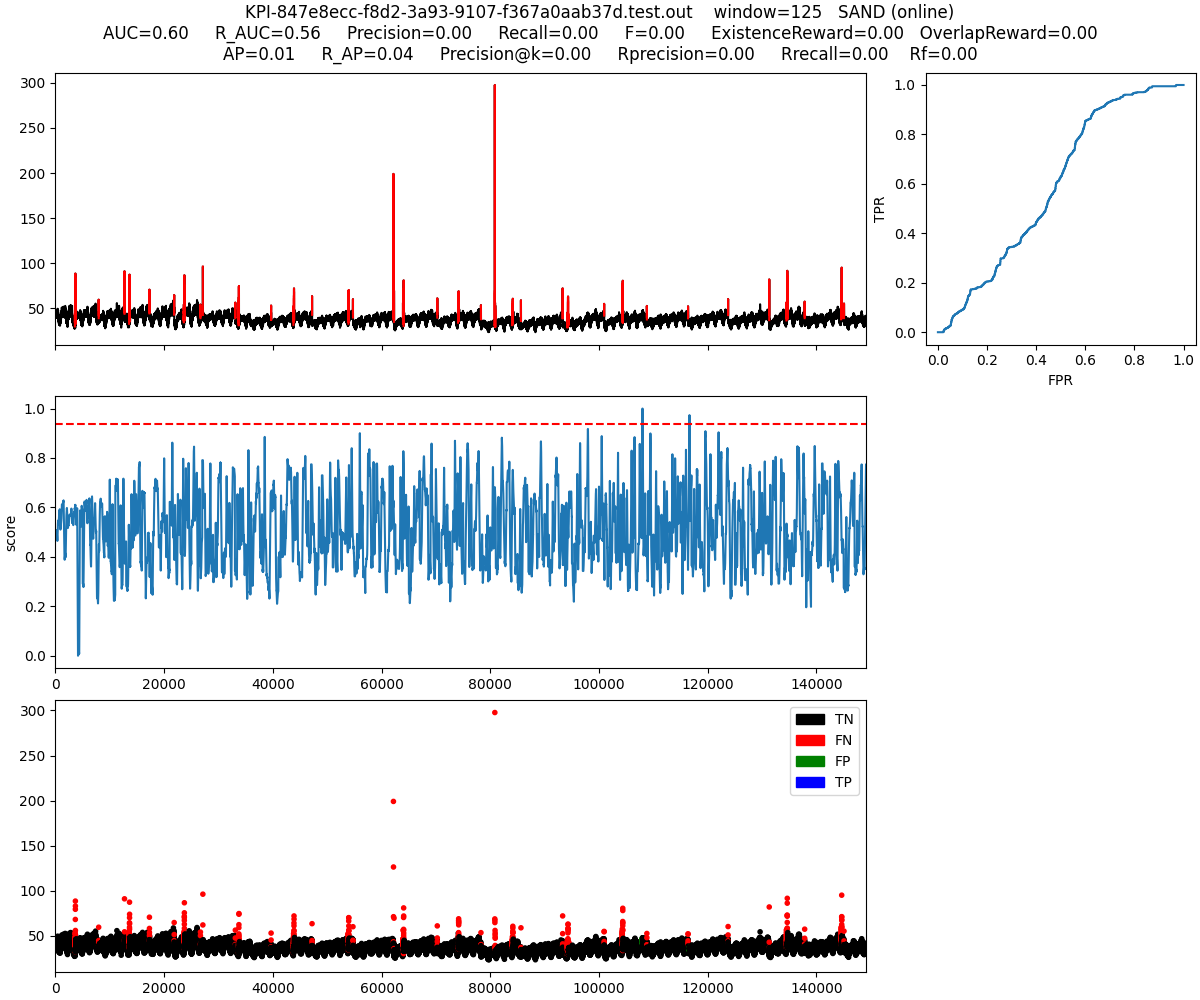 KPI-847e8ecc-f8d2-3a93-9107-f367a0aab37d.test.out    window=125   SAND (online)
AUC=0.60     R_AUC=0.56     Precision=0.00     Recall=0.00     F=0.00     ExistenceReward=0.00   OverlapReward=0.00
AP=0.01     R_AP=0.04     Precision@k=0.00     Rprecision=0.00     Rrecall=0.00     Rf=0.00
300
250
200
150
100
50
1.0
0.8
0.6
0.4
0.2
0.0
TPR
0.0 0.2 0.4 0.6 0.8 1.0
FPR
1.0
0.8
0.6
0.4
0.2
0.0
score
0 20000 40000 60000 80000 100000 120000 140000
300
250
200
150
100
50
TN
FN
FP
TP
0 20000 40000 60000 80000 100000 120000 140000